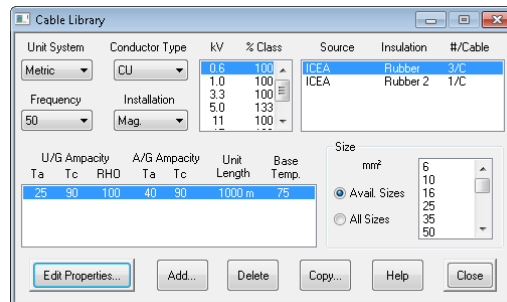 Cable Library
Unit System Conductor Type kV % Class Source Insulation #/Cable
Metric CU
0.6 100 ICEA Rubber 3/C
1.0 100 ICEA Rubber 2 1/C
3.3 100
5.0 133
11 100
Frequency Installation
50 Mag.
U/G Ampacity A/G Ampacity Unit Base
Ta Tc RHO Ta Tc Length Temp.
25 90 100 40 90 1000 m 75
Size
mm²
Avail. Sizes
All Sizes
6
10
16
25
35
50
Edit Properties... Add... Delete Copy... Help Close